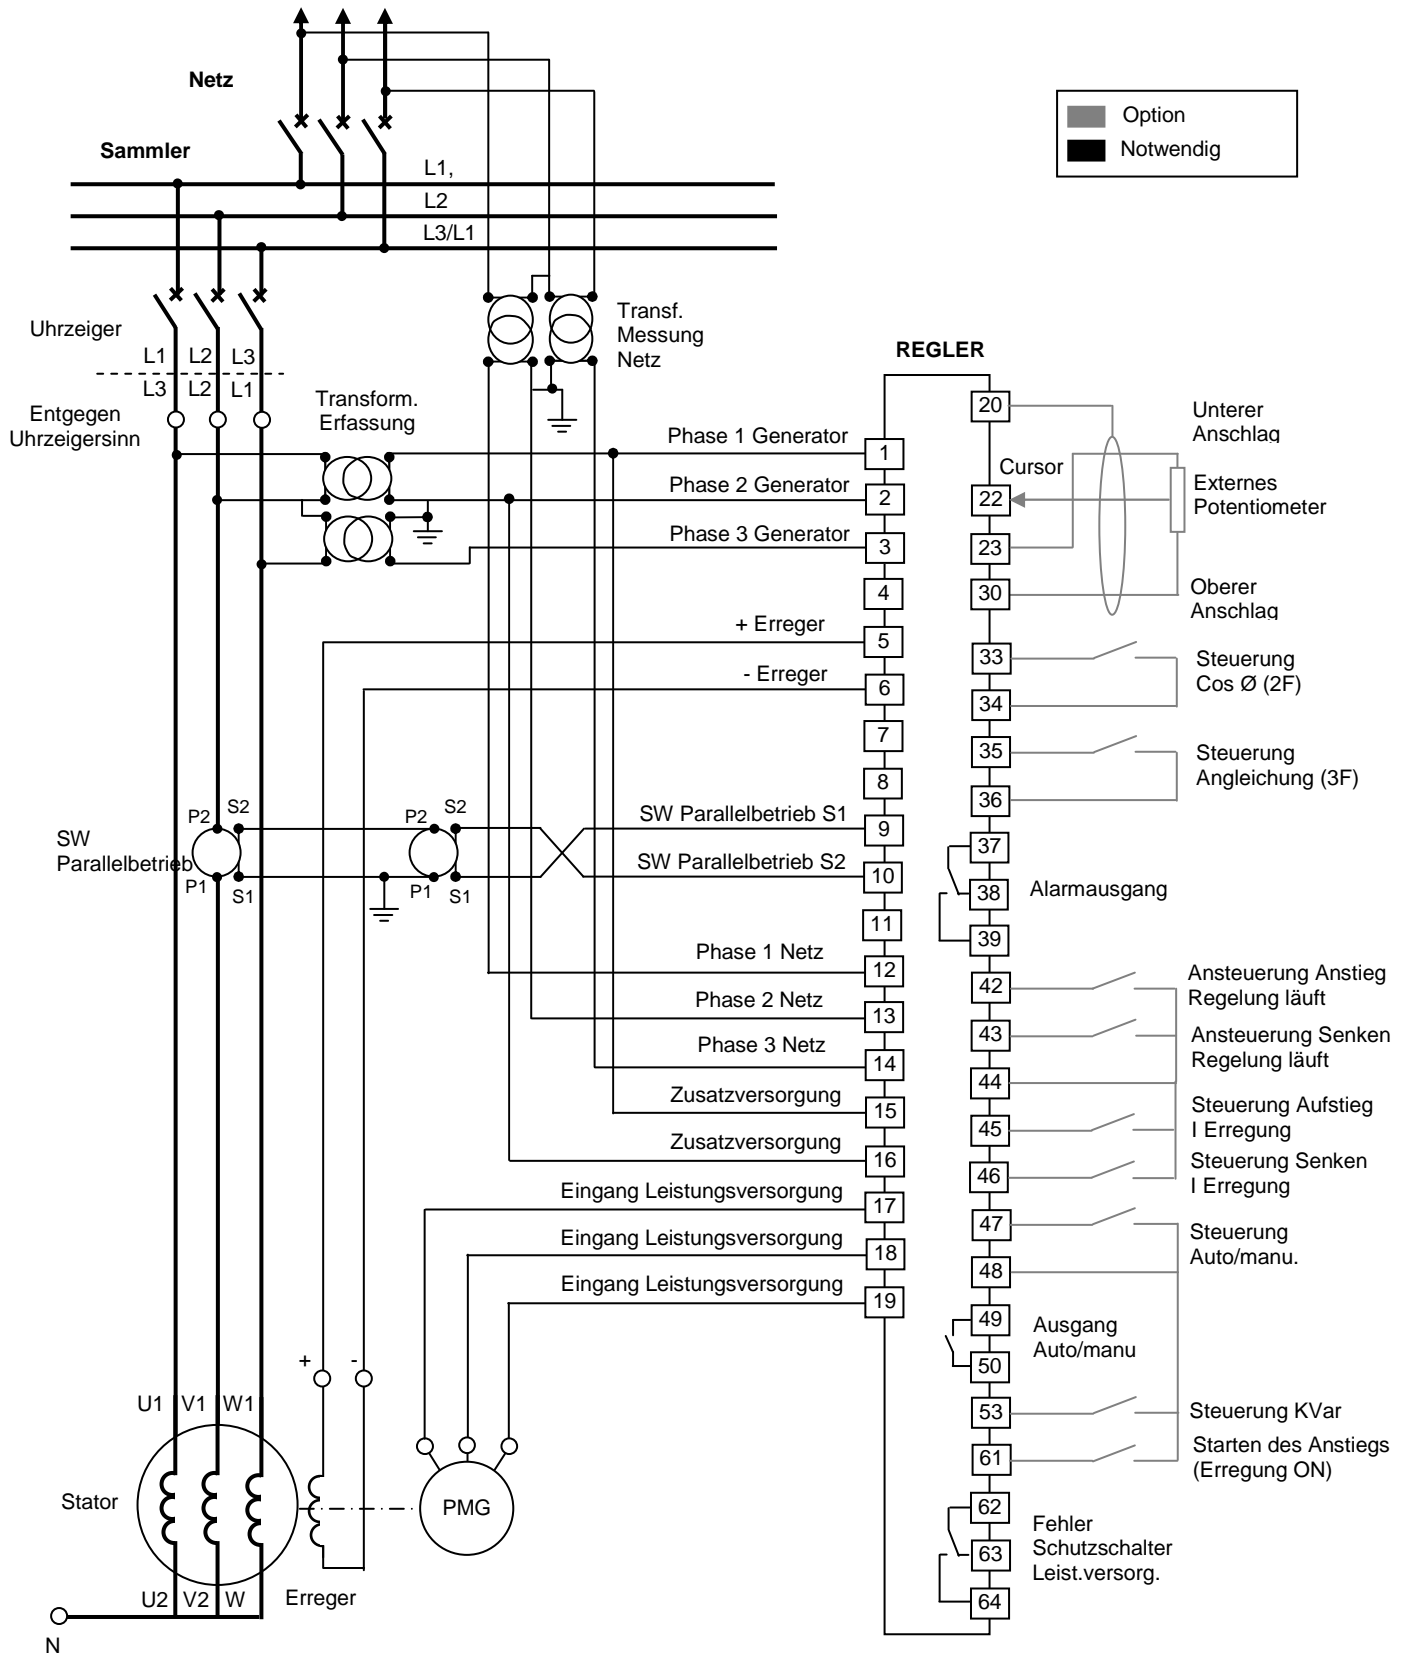 Netz
Option
Notwendig
Sammler
L1,
L2
L3/L1
Uhrzeiger
L1
L2
L3
L3
L2
L1
Entgegen
Uhrzeigersinn
Transform.
Erfassung
Transf.
Messung
Netz
REGLER
Phase 1 Generator
1
Phase 2 Generator
2
Phase 3 Generator
3
4
+ Erreger
5
- Erreger
6
7
8
SW Parallelbetrieb S1
9
SW Parallelbetrieb S2
10
11
Phase 1 Netz
12
Phase 2 Netz
13
Phase 3 Netz
14
Zusatzversorgung
15
Zusatzversorgung
16
Eingang Leistungsversorgung
17
Eingang Leistungsversorgung
18
Eingang Leistungsversorgung
19
20
Unterer
Anschlag
Cursor
22
Externes
Potentiometer
23
30
Oberer
Anschlag
33
Steuerung
Cos Ø (2F)
34
35
Steuerung
Angleichung (3F)
36
37
38
Alarmausgang
39
42
Ansteuerung Anstieg
Regelung läuft
43
Ansteuerung Senken
Regelung läuft
44
45
Steuerung Aufstieg
I Erregung
46
Steuerung Senken
I Erregung
47
Steuerung
Auto/manu.
48
49
Ausgang
Auto/manu
50
53
Steuerung KVar
61
Starten des Anstiegs
(Erregung ON)
62
Fehler
Schutzschalter
Leist.versorg.
63
64
SW
Parallelbetrieb
P2
S2
P1
S1
P2
S2
P1
S1
+
-
U1
V1
W1
Stator
PMG
U2
V2
W
Erreger
N